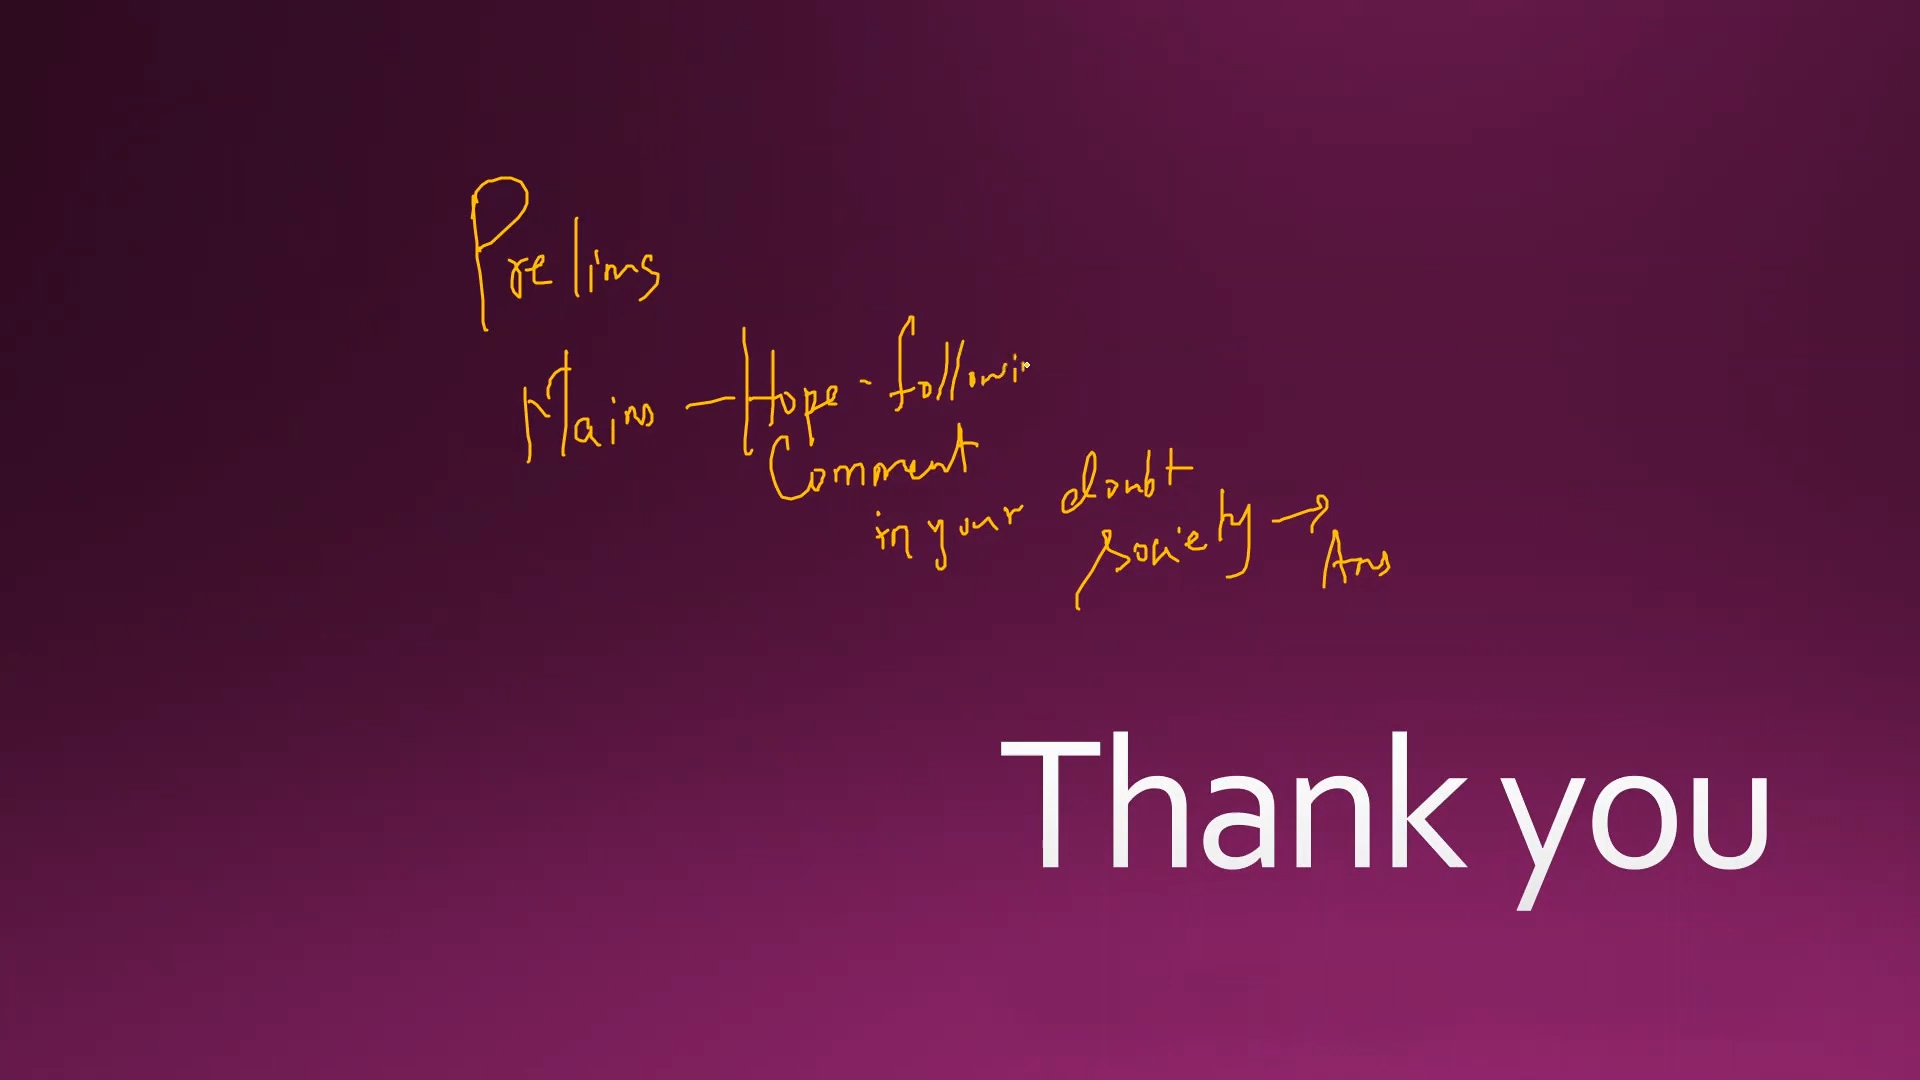 Prelims
Mains - Hope - followi
Comment
in your doubt
society → Ans
Thank you